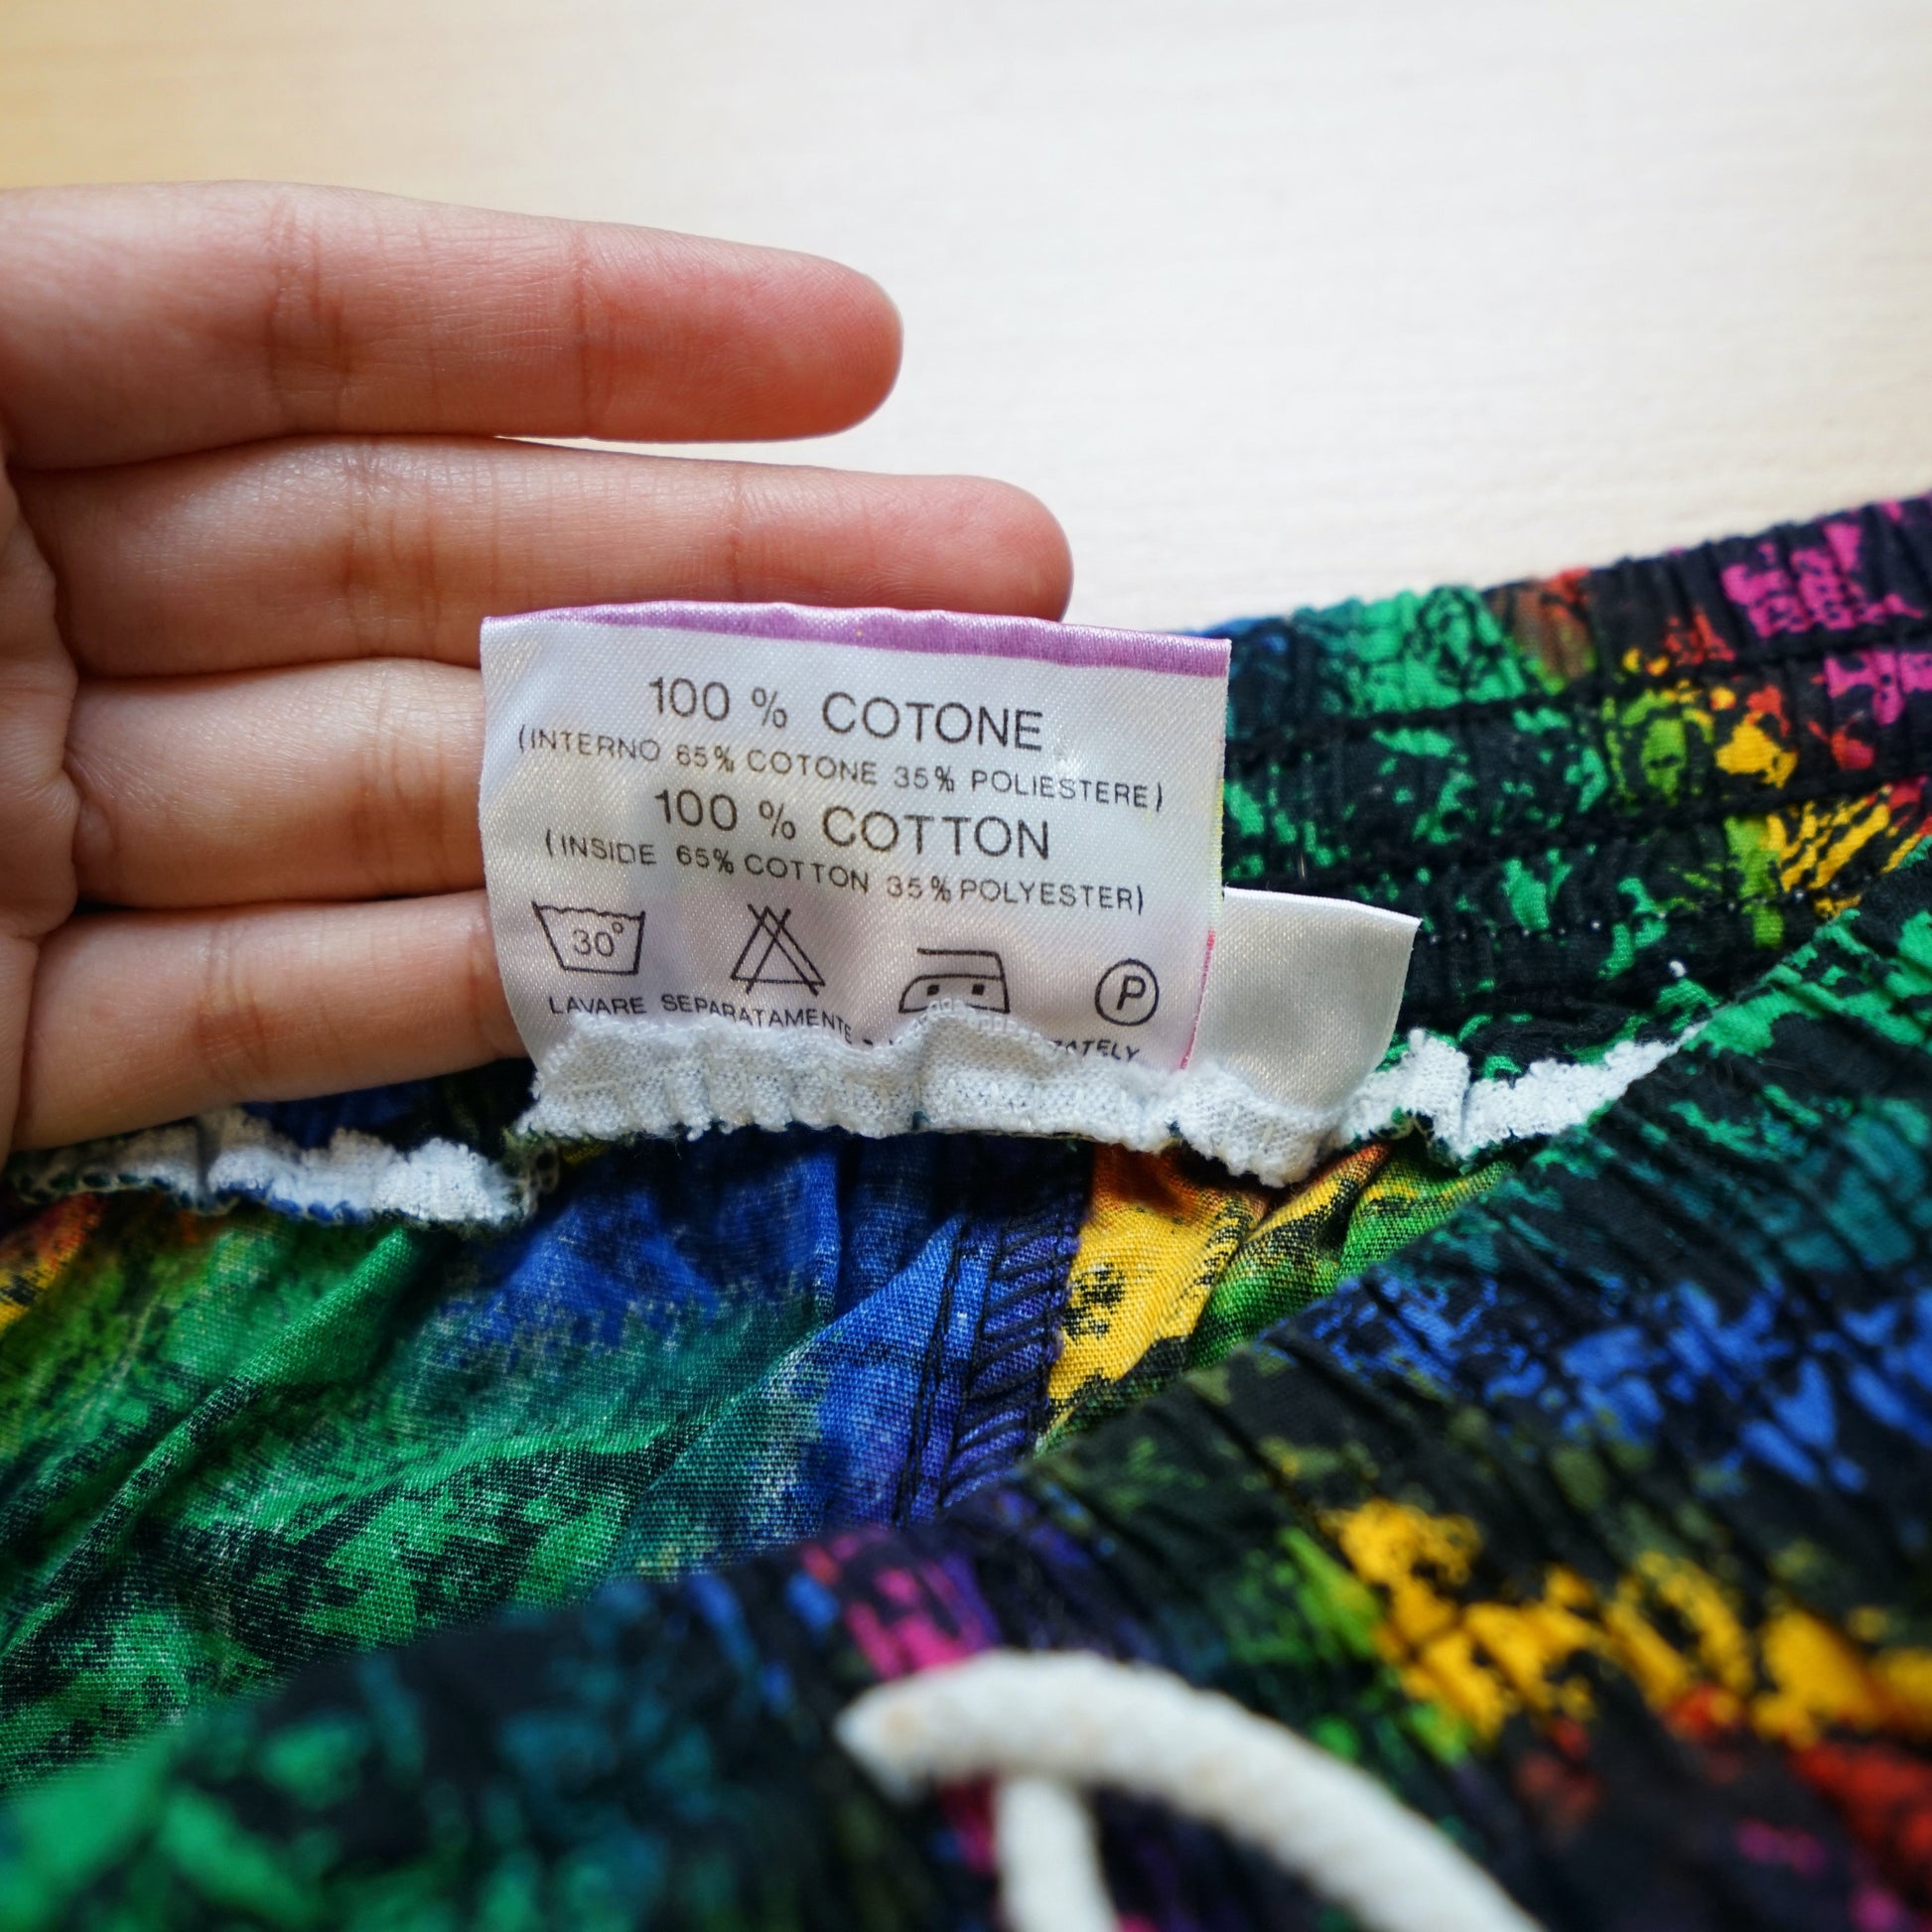 100 % COTONE
(INTERNO 65% COTONE 35% POLIESTERE)
100 % COTTON
(INSIDE 65% COTTON 35% POLYESTER)
30° P
LAVARE SEPARATAMENTE